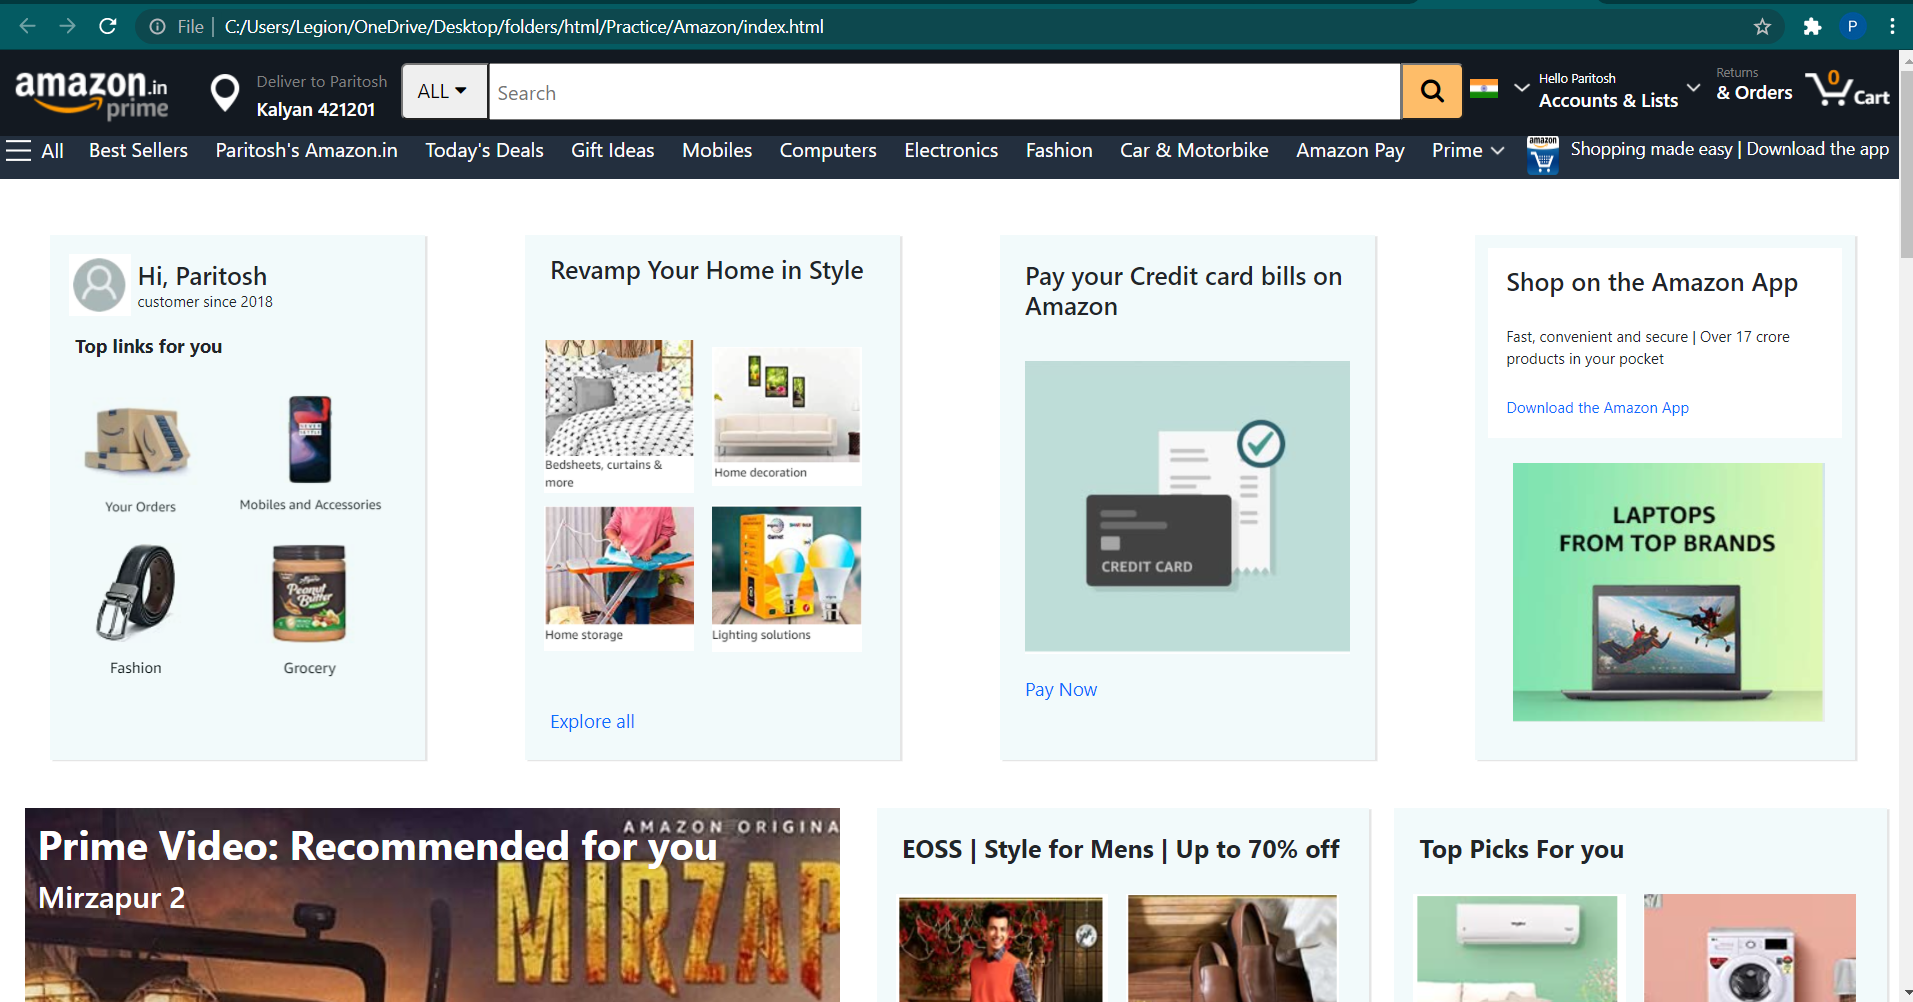 File | C:/Users/Legion/OneDrive/Desktop/folders/html/Practice/Amazon/index.html
P
amazon.in
prime
Deliver to Paritosh
Kalyan 421201
ALL
Search
Hello Paritosh
Accounts & Lists
Returns
& Orders
0
Cart
All
Best Sellers
Paritosh's Amazon.in
Today's Deals
Gift Ideas
Mobiles
Computers
Electronics
Fashion
Car & Motorbike
Amazon Pay
Prime
amazon
Shopping made easy | Download the app
Hi, Paritosh
customer since 2018
Top links for you
Your Orders
Mobiles and Accessories
Fashion
Peanut
Butter
Grocery
Revamp Your Home in Style
Bedsheets, curtains &
more
Home decoration
Home storage
Lighting solutions
Explore all
Pay your Credit card bills on
Amazon
CREDIT CARD
Pay Now
Shop on the Amazon App
Fast, convenient and secure | Over 17 crore
products in your pocket
Download the Amazon App
LAPTOPS
FROM TOP BRANDS
AMAZON ORIGINA
Prime Video: Recommended for you
MIRZAP
Mirzapur 2
EOSS | Style for Mens | Up to 70% off
Top Picks For you